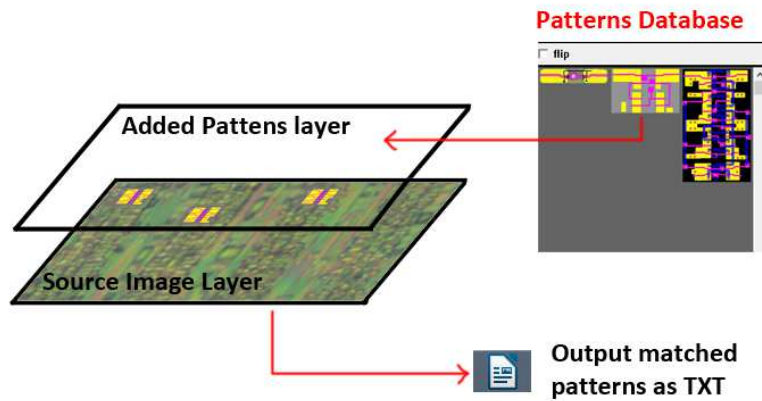 Patterns Database
flip
Added Pattens layer
Source Image Layer
Output matched
patterns as TXT